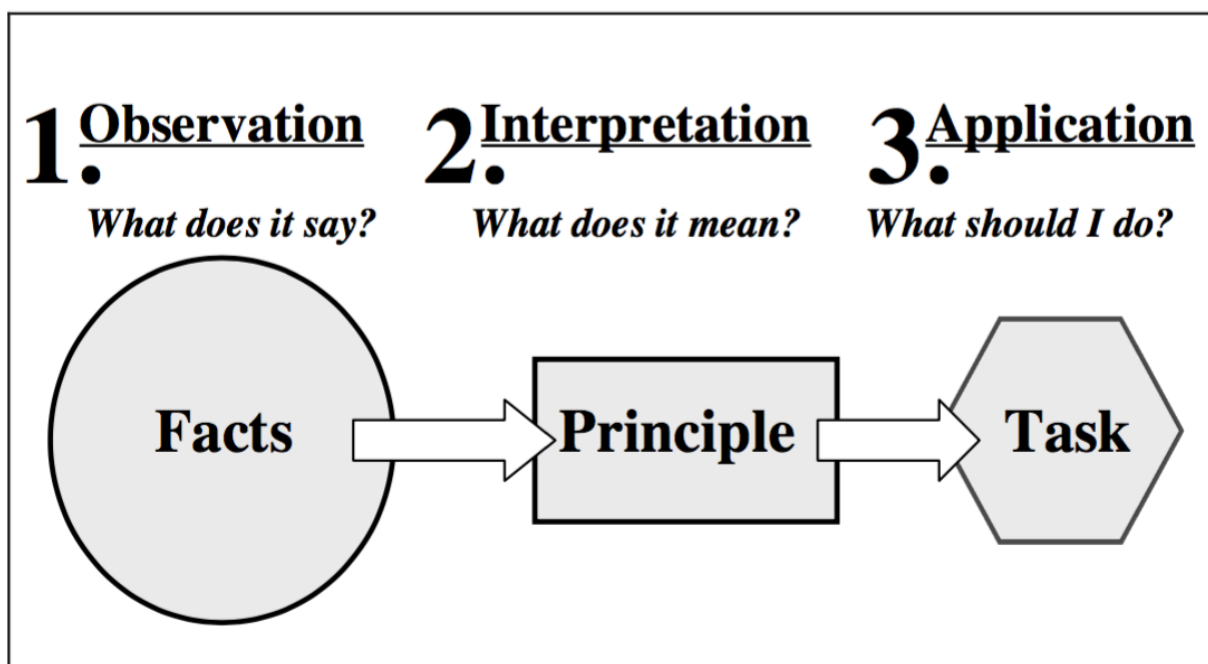 1. Observation
What does it say?
2. Interpretation
What does it mean?
3. Application
What should I do?
Facts
Principle
Task